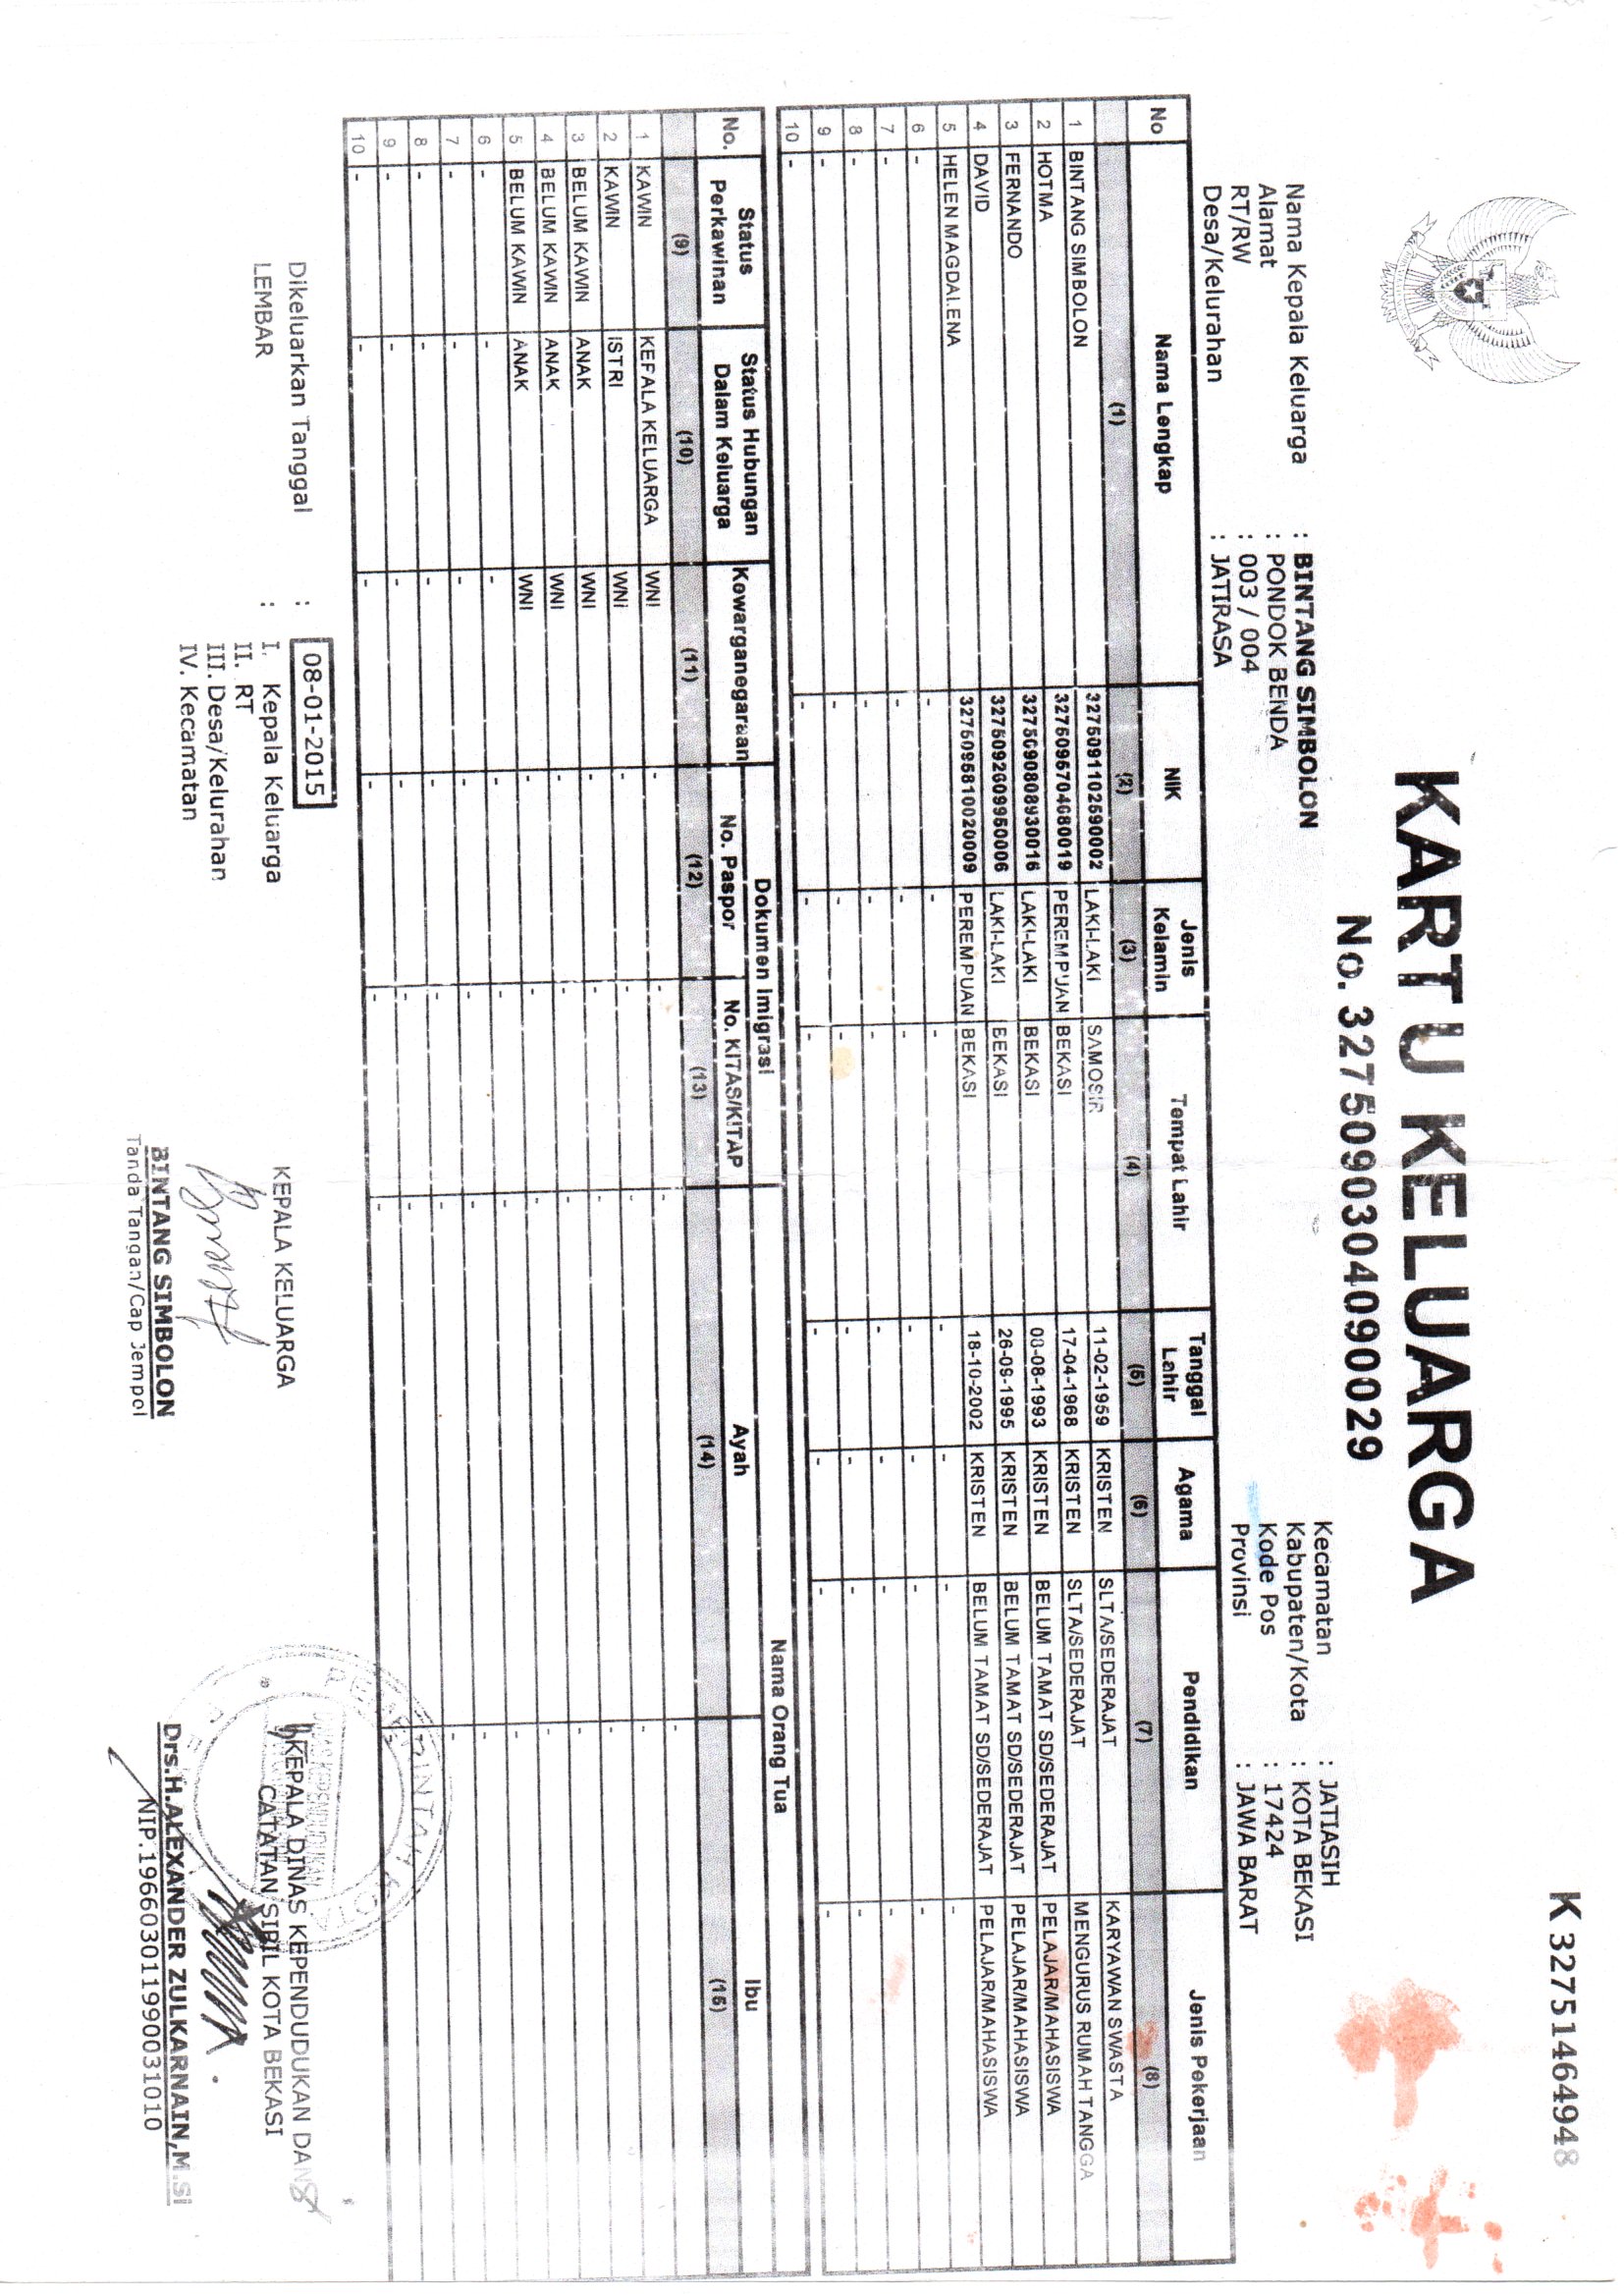 K 32751464948
KARTU KELUARGA
No. 3275090304090029
Nama Kepala Keluarga : BINTANG SIMBOLON
Alamat : PONDOK BENDA
RT/RW : 003 / 004
Desa/Kelurahan : JATIRASA
Kecamatan : JATIASIH
Kabupaten/Kota : KOTA BEKASI
Kode Pos : 17424
Provinsi : JAWA BARAT
No Nama Lengkap NIK Jenis Kelamin Tempat Lahir Tanggal Lahir Agama Pendidikan Jenis Pekerjaan
(1) (2) (3) (4) (5) (6) (7) (8)
1 BINTANG SIMBOLON 3275091102590002 LAKI-LAKI SAMOSIR 11-02-1959 KRISTEN SLTA/SEDERAJAT KARYAWAN SWASTA
2 HOTMA 3275095704680019 PEREMPUAN BEKASI 17-04-1968 KRISTEN SLTA/SEDERAJAT MENGURUS RUMAH TANGGA
3 FERNANDO 3275090808930016 LAKI-LAKI BEKASI 08-08-1993 KRISTEN BELUM TAMAT SD/SEDERAJAT PELAJAR/MAHASISWA
4 DAVID 3275092609950006 LAKI-LAKI BEKASI 26-09-1995 KRISTEN BELUM TAMAT SD/SEDERAJAT PELAJAR/MAHASISWA
5 HELEN MAGDALENA 3275095810020009 PEREMPUAN BEKASI 18-10-2002 KRISTEN BELUM TAMAT SD/SEDERAJAT PELAJAR/MAHASISWA
6 - - - - - - - -
7 - - - - - - - -
8 - - - - - - - -
9 - - - - - - - -
10 - - - - - - - -
No. Status Perkawinan Status Hubungan Dalam Keluarga Kewarganegaraan Dokumen Imigrasi Nama Orang Tua
No. Paspor No. KITAS/KITAP Ayah Ibu
(9) (10) (11) (12) (13) (14) (15)
1 KAWIN KEPALA KELUARGA WNI - - - -
2 KAWIN ISTRI WNI - - - -
3 BELUM KAWIN ANAK WNI - - - -
4 BELUM KAWIN ANAK WNI - - - -
5 BELUM KAWIN ANAK WNI - - - -
6 - - - - - - -
7 - - - - - - -
8 - - - - - - -
9 - - - - - - -
10 - - - - - - -
Dikeluarkan Tanggal : 08-01-2015
LEMBAR : I. Kepala Keluarga
II. RT
III. Desa/Kelurahan
IV. Kecamatan
KEPALA KELUARGA
BINTANG SIMBOLON
Tanda Tangan/Cap Jempol
PEMERINTAH KOTA
DINAS KEPENDUDUKAN
KEPALA DINAS KEPENDUDUKAN DAN
CATATAN SIPIL KOTA BEKASI
Drs.H.ALEXANDER ZULKARNAIN,M.Si
NIP.196603011990031010